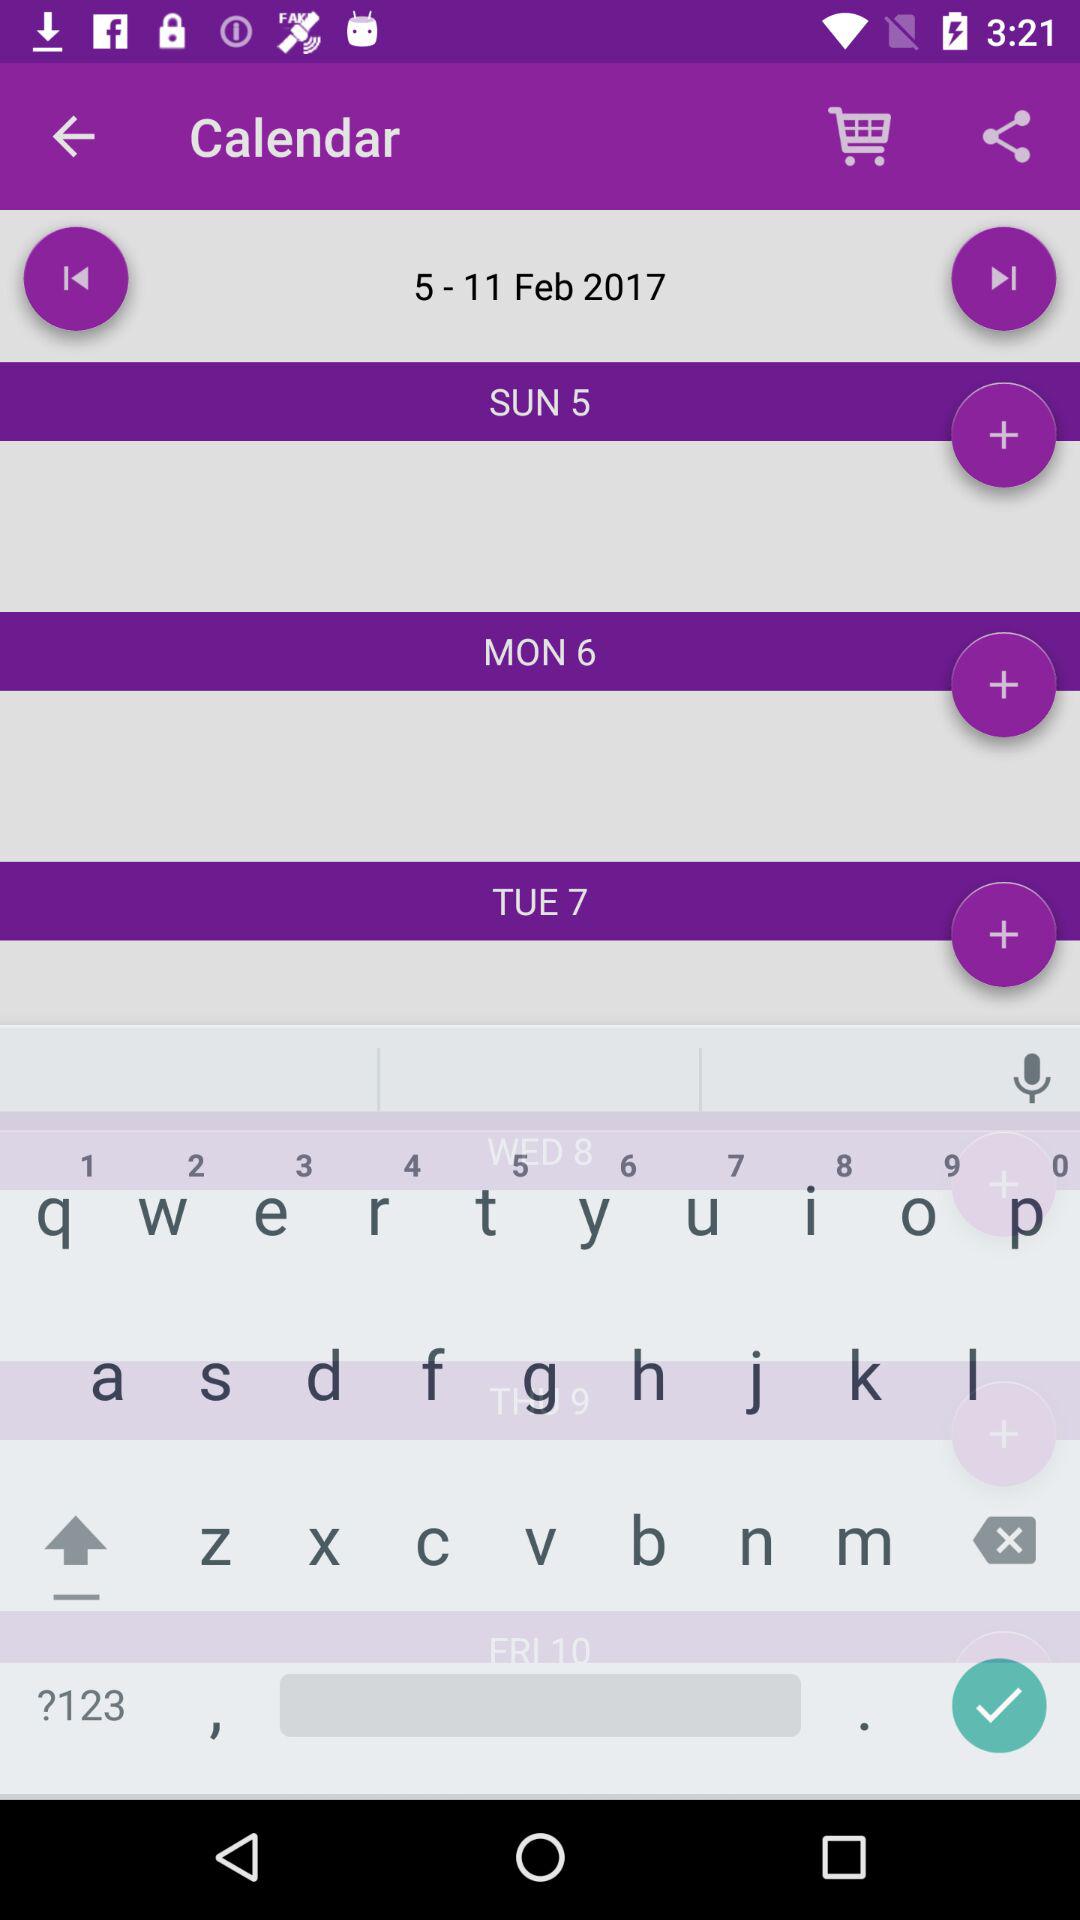 FAKE 3:21
Calendar
5 - 11 Feb 2017
SUN 5
MON 6
TUE 7
WED 8
1 2 3 4 5 6 7 8 9 0
q w e r t y u i o p
a s d f g h j k l
THU 9
z x c v b n m
FRI 10
?123 , .